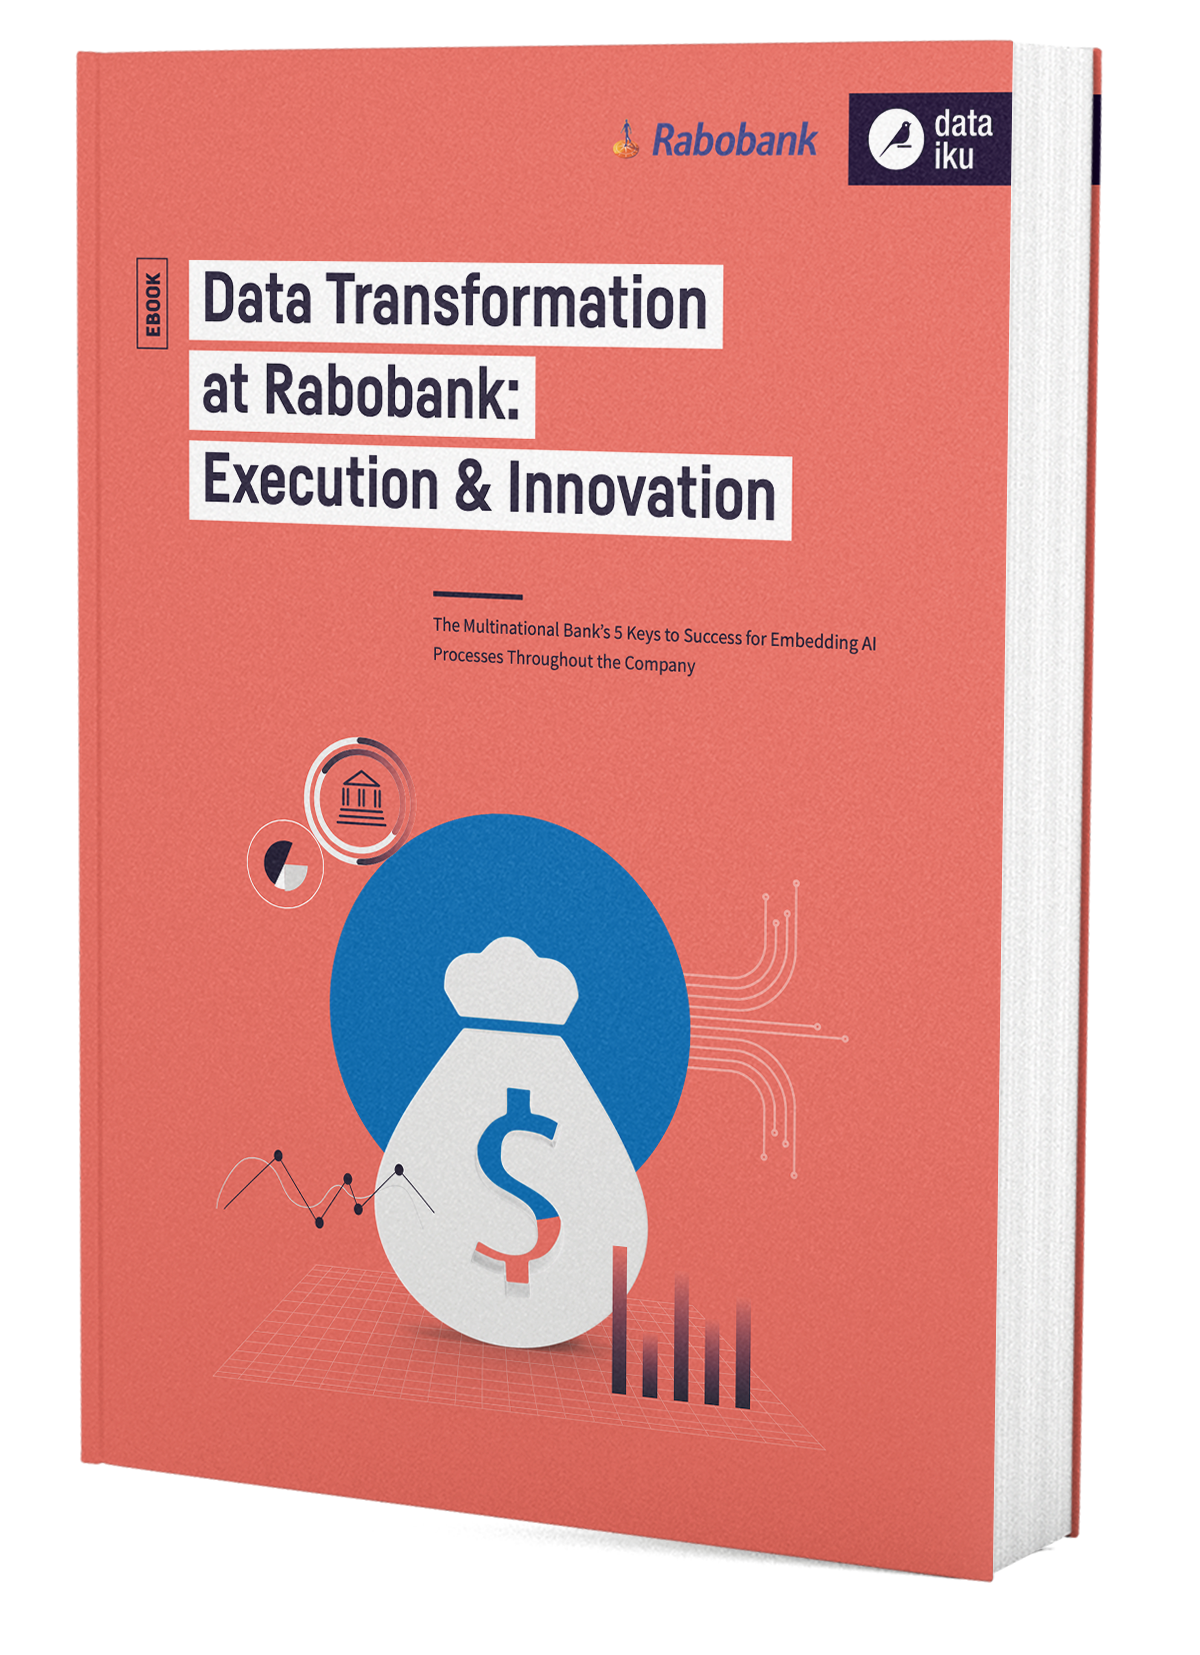 Rabobank
data
iku
EBOOK
Data Transformation
at Rabobank:
Execution & Innovation
The Multinational Bank's 5 Keys to Success for Embedding AI
Processes Throughout the Company
$